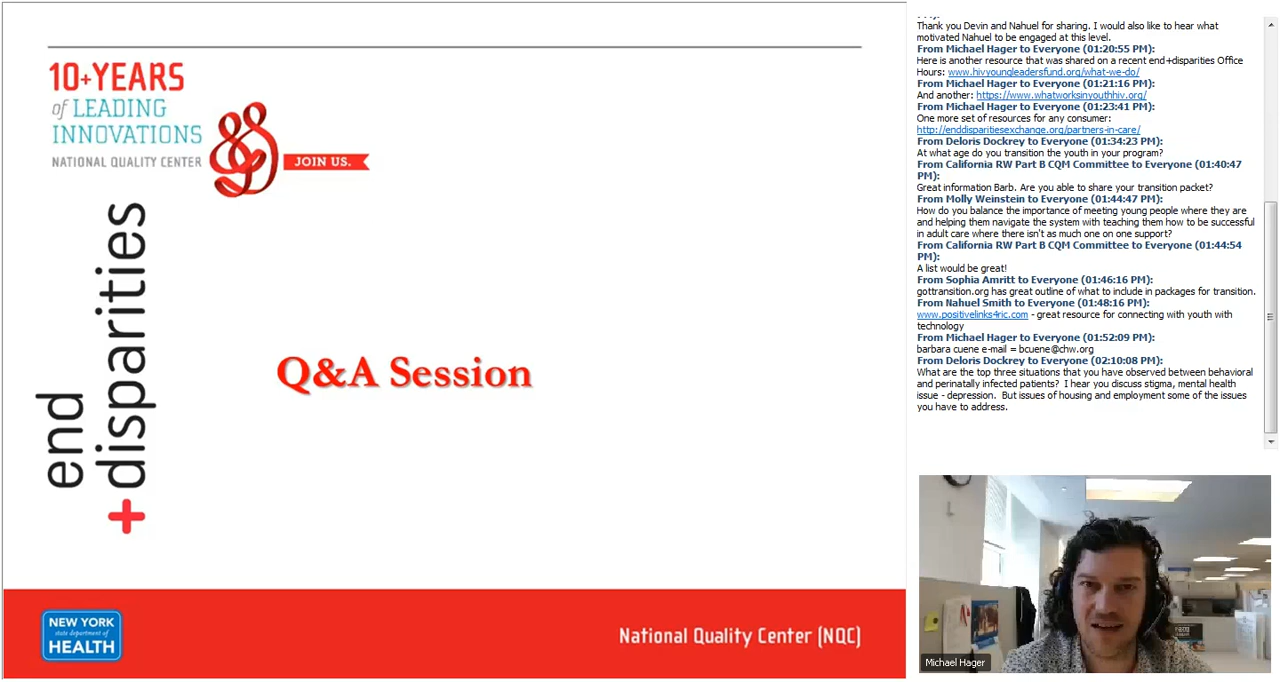 10+YEARS
of LEADING
INNOVATIONS
NATIONAL QUALITY CENTER
JOIN US.
end
+disparities
Q&A Session
NEW YORK
state department of
HEALTH
National Quality Center (NQC)
Thank you Devin and Nahuel for sharing. I would also like to hear what
motivated Nahuel to be engaged at this level.
From Michael Hager to Everyone (01:20:55 PM):
Here is another resource that was shared on a recent end+disparities Office
Hours: www.hivyoungleadersfund.org/what-we-do/
From Michael Hager to Everyone (01:21:16 PM):
And another: https://www.whatworksinyouthhiv.org/
From Michael Hager to Everyone (01:23:41 PM):
One more set of resources for any consumer:
http://enddisparitiesexchange.org/partners-in-care/
From Deloris Dockrey to Everyone (01:34:23 PM):
At what age do you transition the youth in your program?
From California RW Part B CQM Committee to Everyone (01:40:47
PM):
Great information Barb. Are you able to share your transition packet?
From Molly Weinstein to Everyone (01:44:47 PM):
How do you balance the importance of meeting young people where they are
and helping them navigate the system with teaching them how to be successful
in adult care where there isn't as much one on one support?
From California RW Part B CQM Committee to Everyone (01:44:54
PM):
A list would be great!
From Sophia Amritt to Everyone (01:46:16 PM):
gottransition.org has great outline of what to include in packages for transition.
From Nahuel Smith to Everyone (01:48:16 PM):
www.positivelinks4ric.com - great resource for connecting with youth with
technology
From Michael Hager to Everyone (01:52:09 PM):
barbara cuene e-mail = bcuene@chw.org
From Deloris Dockrey to Everyone (02:10:08 PM):
What are the top three situations that you have observed between behavioral
and perinatally infected patients? I hear you discuss stigma, mental health
issue - depression. But issues of housing and employment some of the issues
you have to address.
Michael Hager